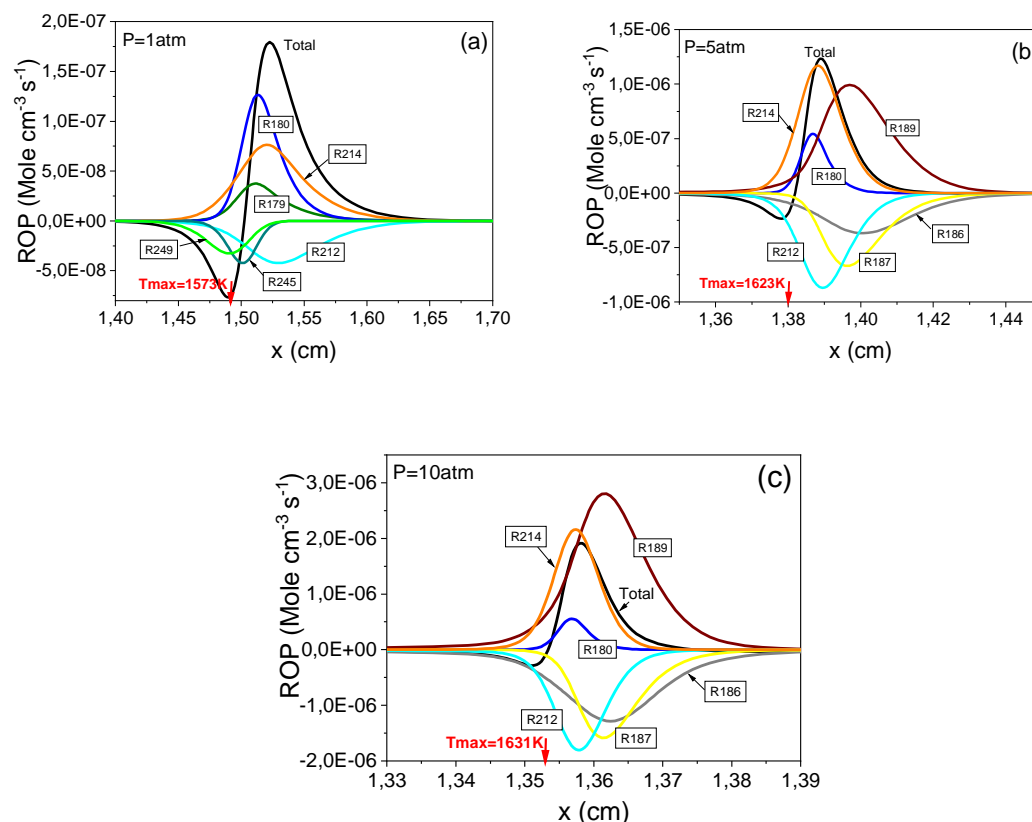 P=1atm
(a)
ROP (Mole cm⁻³ s⁻¹)
2,0E-07
1,5E-07
1,0E-07
5,0E-08
0,0E+00
-5,0E-08
Total
R180
R214
R179
R249
R212
R245
Tmax=1573K
1,40 1,45 1,50 1,55 1,60 1,65 1,70
x (cm)
P=5atm
(b
ROP (Mole cm⁻³ s⁻¹)
1,5E-06
1,0E-06
5,0E-07
0,0E+00
-5,0E-07
-1,0E-06
Total
R214
R189
R180
R186
R212
R187
Tmax=1623K
1,36 1,38 1,40 1,42 1,44
x (cm)
P=10atm
(c)
ROP (Mole cm⁻³ s⁻¹)
3,0E-06
2,0E-06
1,0E-06
0,0E+00
-1,0E-06
-2,0E-06
R214
R189
Total
R180
R186
R212
R187
Tmax=1631K
1,33 1,34 1,35 1,36 1,37 1,38 1,39
x (cm)